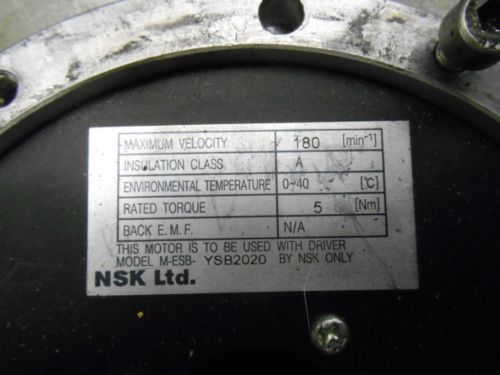 MAXIMUM VELOCITY 180 [min⁻¹]
INSULATION CLASS A
ENVIRONMENTAL TEMPERATURE 0~40 [℃]
RATED TORQUE 5 [Nm]
BACK E.M.F. N/A
THIS MOTOR IS TO BE USED WITH DRIVER
MODEL M-ESB- YSB2020 BY NSK ONLY
NSK Ltd.